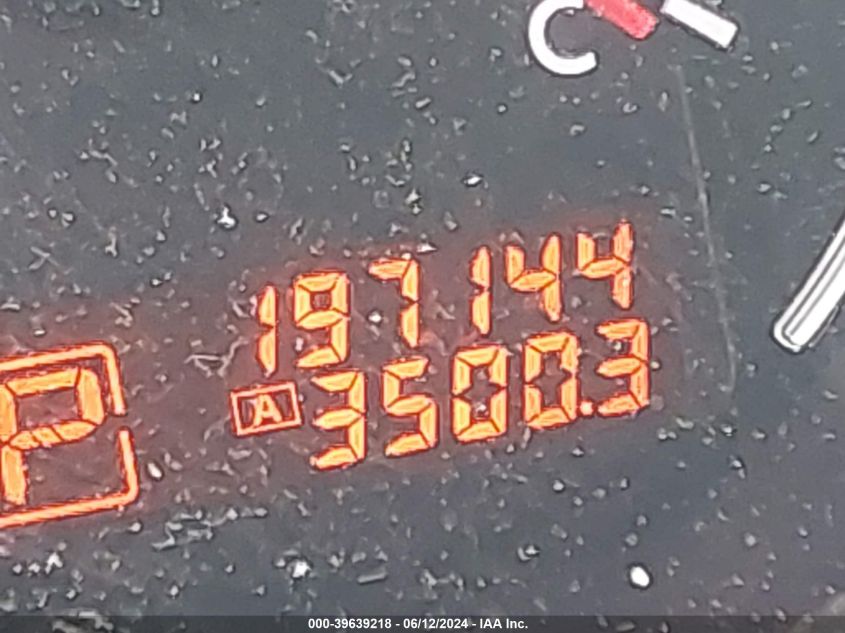 C
197144
P
A 3500.3
000-39639218 - 06/12/2024 - IAA Inc.